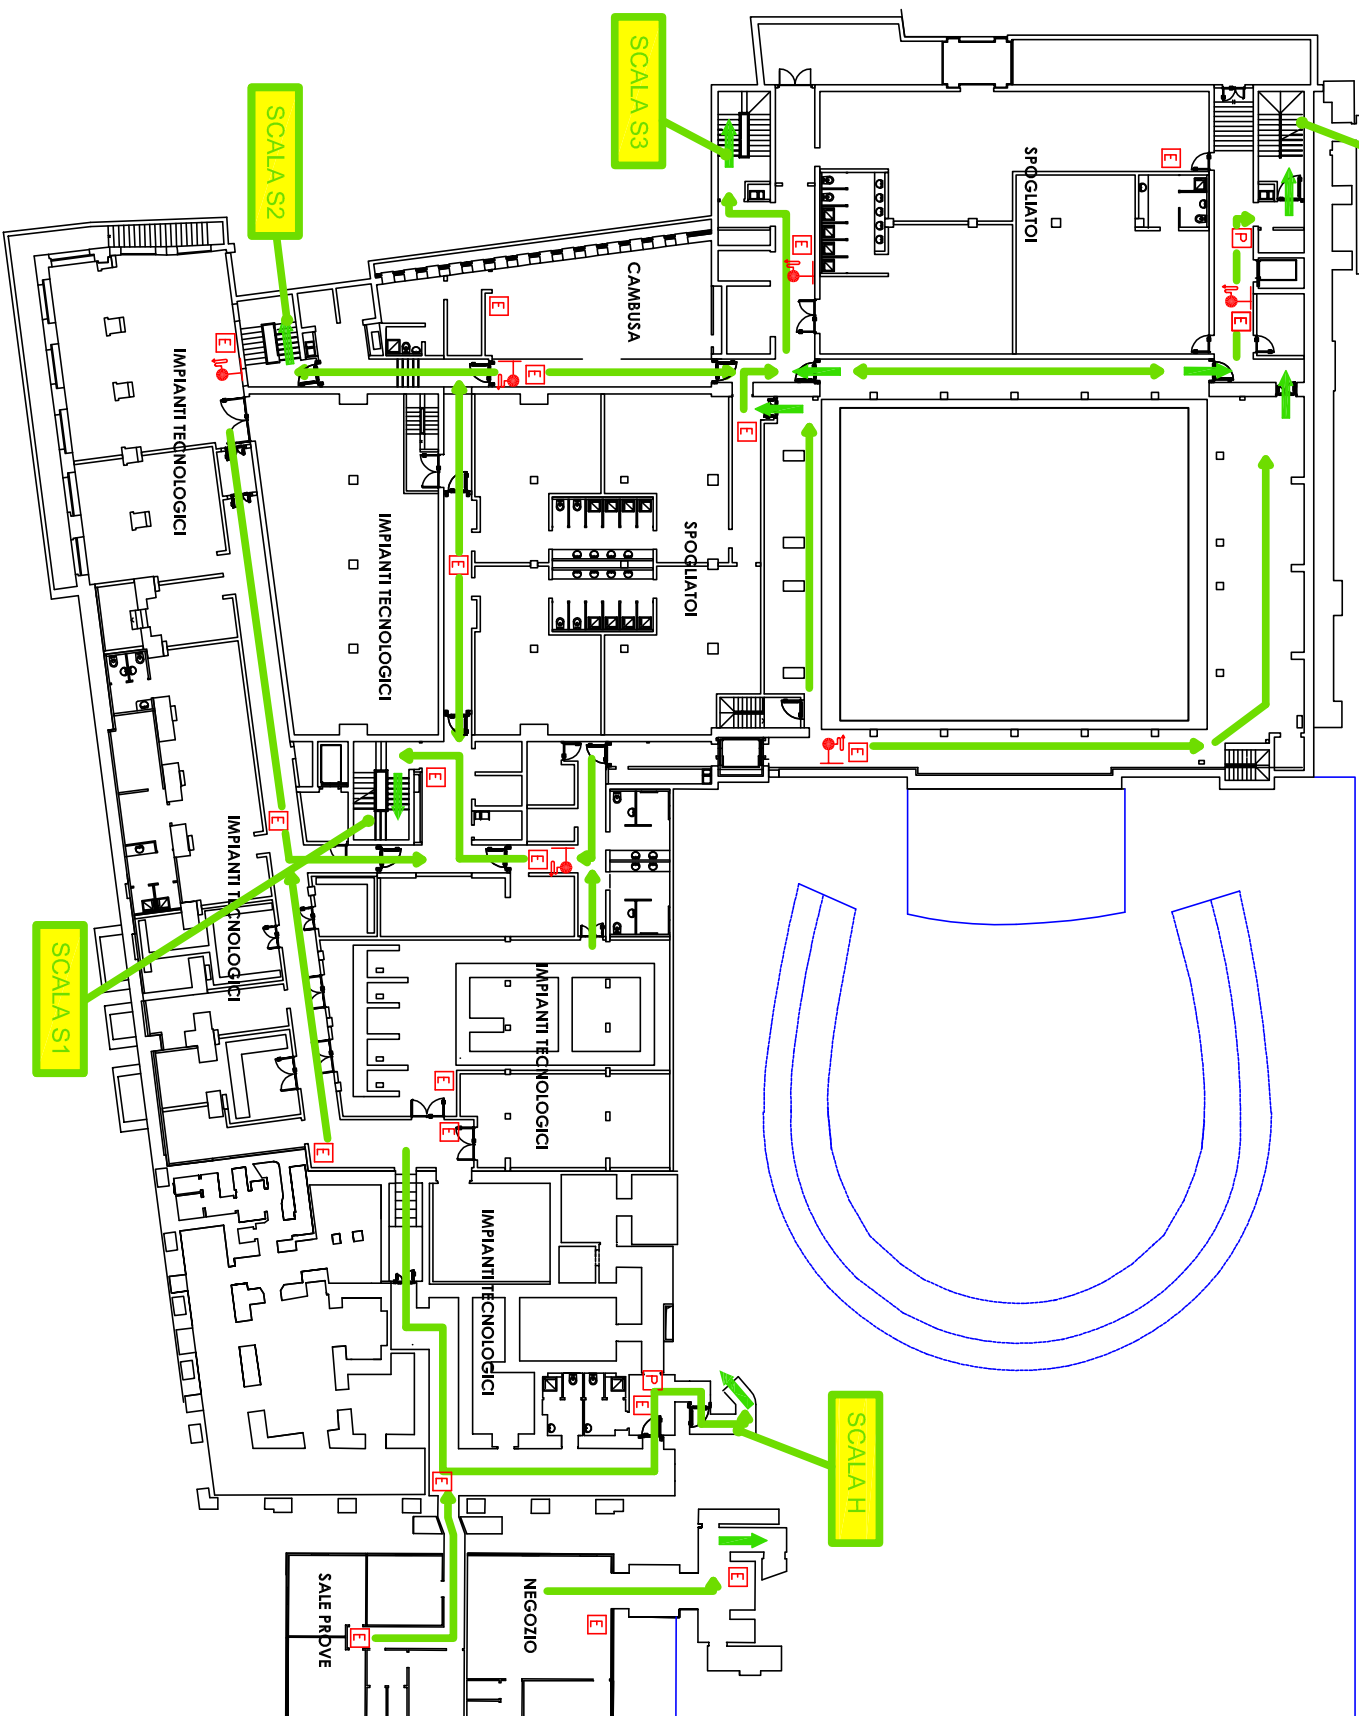 SCALA S3
SCALA S2
SPOGLIATOI
CAMBUSA
E
P
E
E
E
E
E
E
IMPIANTI TECNOLOGICI
E
IMPIANTI TECNOLOGICI
SPOGLIATOI
E
E
E
E
IMPIANTI TECNOLOGICI
E
SCALA S1
IMPIANTI TECNOLOGICI
E
E
E
IMPIANTI TECNOLOGICI
P
E
SCALA H
E
NEGOZIO
SALE PROVE
E
E
E